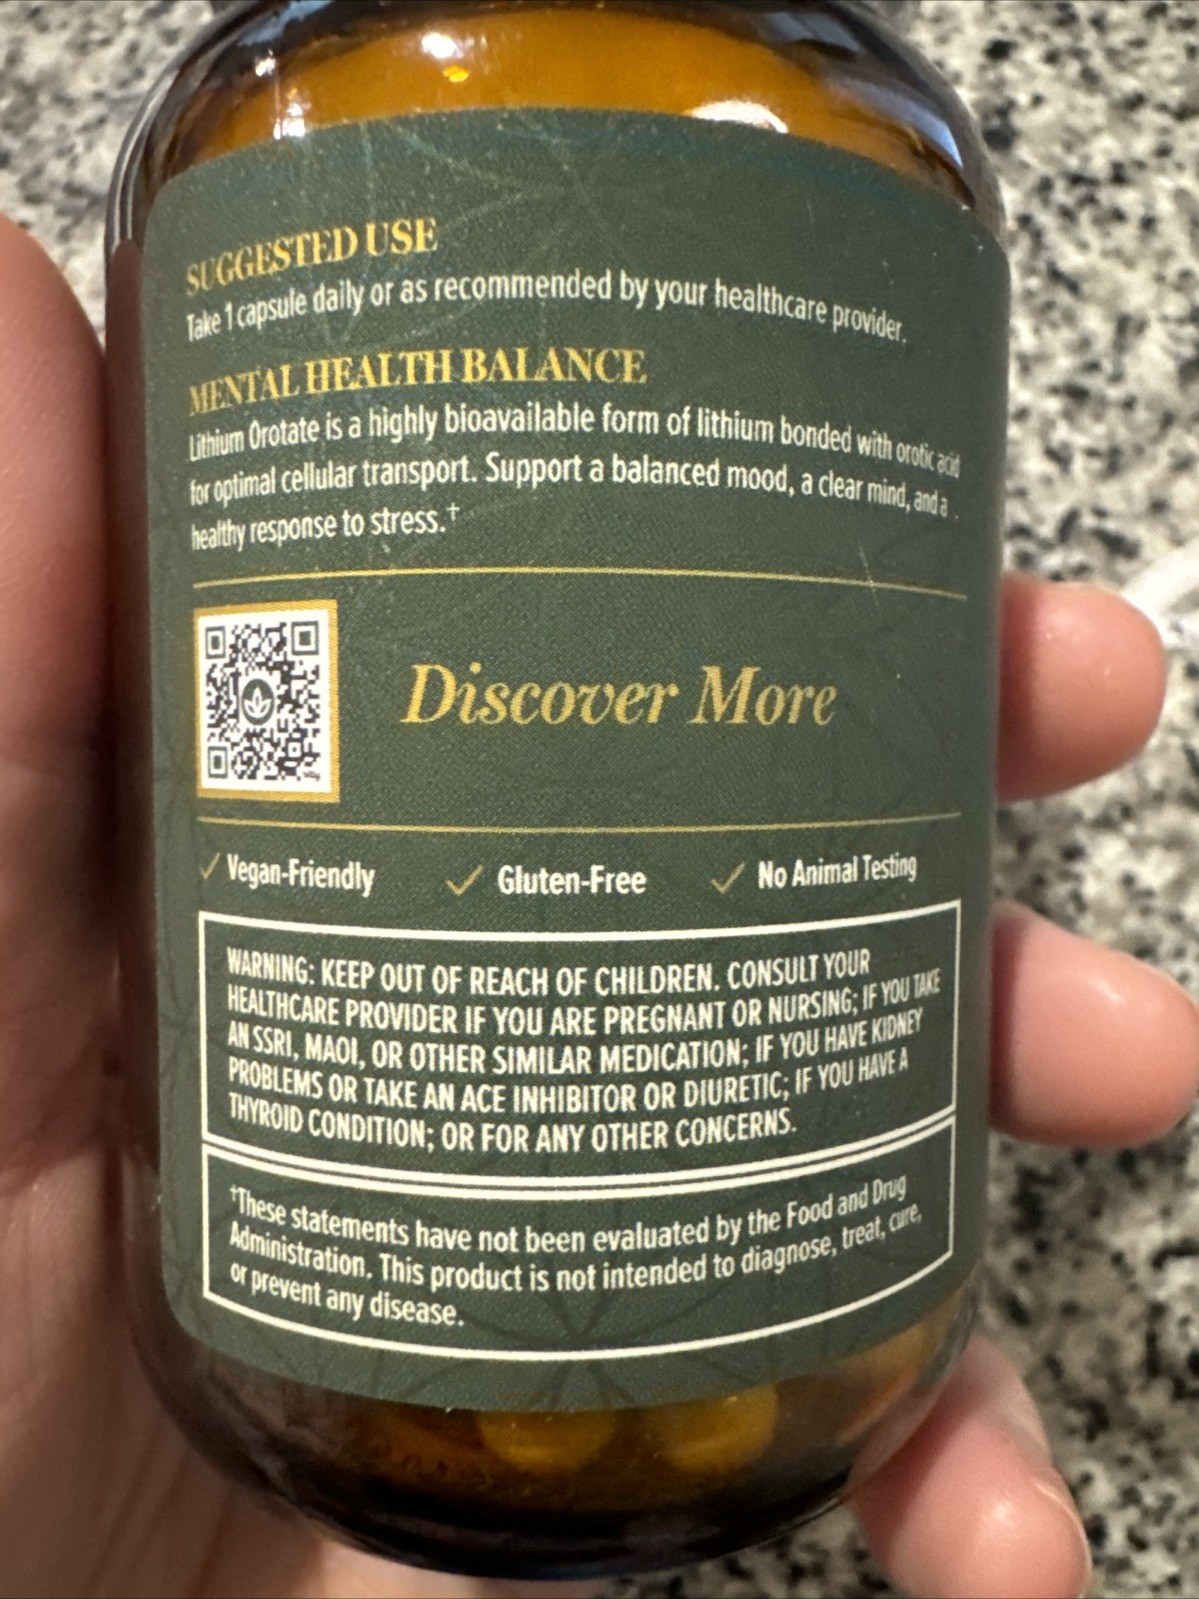 SUGGESTED USE
Take 1 capsule daily or as recommended by your healthcare provider.
MENTAL HEALTH BALANCE
Lithium Orotate is a highly bioavailable form of lithium bonded with orotic acid
for optimal cellular transport. Support a balanced mood, a clear mind, and a
healthy response to stress.†
Discover More
✓ Vegan-Friendly ✓ Gluten-Free ✓ No Animal Testing
WARNING: KEEP OUT OF REACH OF CHILDREN. CONSULT YOUR
HEALTHCARE PROVIDER IF YOU ARE PREGNANT OR NURSING; IF YOU TAKE
AN SSRI, MAOI, OR OTHER SIMILAR MEDICATION; IF YOU HAVE KIDNEY
PROBLEMS OR TAKE AN ACE INHIBITOR OR DIURETIC; IF YOU HAVE A
THYROID CONDITION; OR FOR ANY OTHER CONCERNS.
†These statements have not been evaluated by the Food and Drug
Administration. This product is not intended to diagnose, treat, cure,
or prevent any disease.